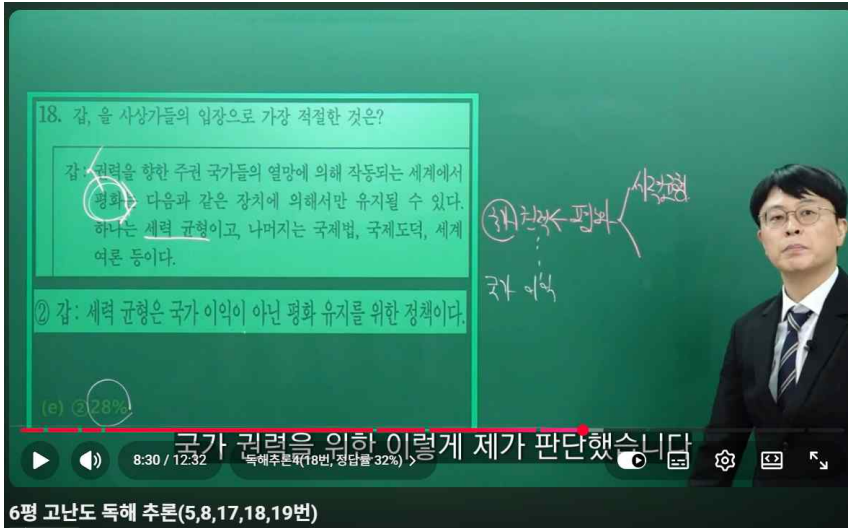 18. 갑, 을 사상가들의 입장으로 가장 적절한 것은?
갑: 권력을 향한 주권 국가들의 열망에 의해 작동되는 세계에서
평화는 다음과 같은 장치에 의해서만 유지될 수 있다.
하나는 세력 균형이고, 나머지는 국제법, 국제도덕, 세계
여론 등이다.
② 갑: 세력 균형은 국가 이익이 아닌 평화 유지를 위한 정책이다.
(e) ②28%
세력균형
평화
국가 이익
국가 권력을 위한 이렇게 제가 판단했습니다
8:30 / 12:32
독해추론4(18번, 정답률 32%)
6평 고난도 독해 추론(5,8,17,18,19번)